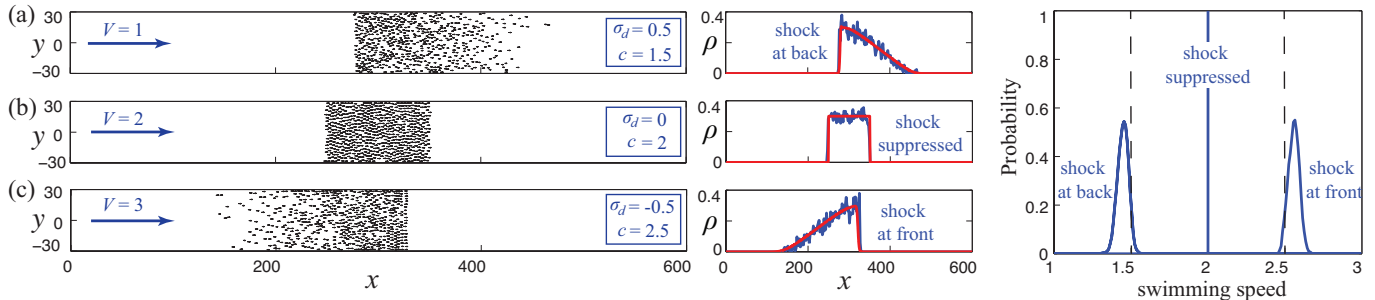 (a)
30
y 0
−30
V = 1
σd = 0.5
c = 1.5
0.4
ρ
0
shock
at back
(b)
30
y 0
−30
V = 2
σd = 0
c = 2
0.4
ρ
0
shock
suppressed
(c)
30
y 0
−30
V = 3
σd = -0.5
c = 2.5
0.4
ρ
0
shock
at front
0 200 400 600
x
0 200 400 600
x
1
0.8
0.6
0.4
0.2
0
Probability
shock
suppressed
shock
at back
shock
at front
1 1.5 2 2.5 3
swimming speed